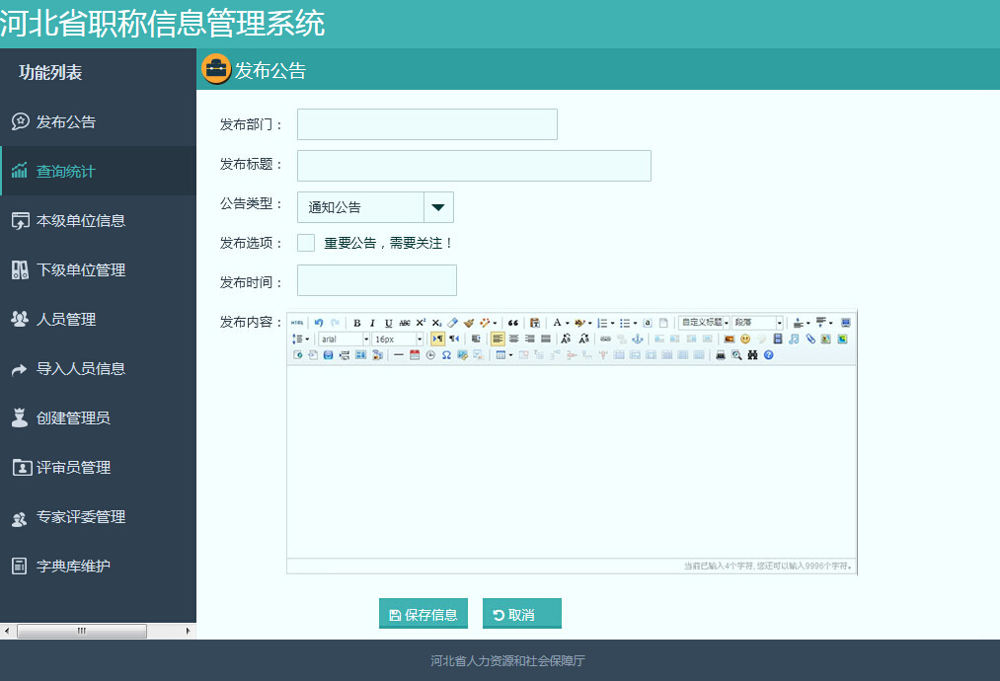 河北省职称信息管理系统
功能列表
发布公告
查询统计
本级单位信息
下级单位管理
人员管理
导入人员信息
创建管理员
评审员管理
专家评委管理
字典库维护
发布公告
发布部门：
发布标题：
公告类型：
通知公告
发布选项：
重要公告，需要关注！
发布时间：
发布内容：
HTML B I U ABC X² X₂ A 自定义标题 段落
arial 16px
当前已输入4个字符, 您还可以输入9996个字符。
保存信息
取消
河北省人力资源和社会保障厅